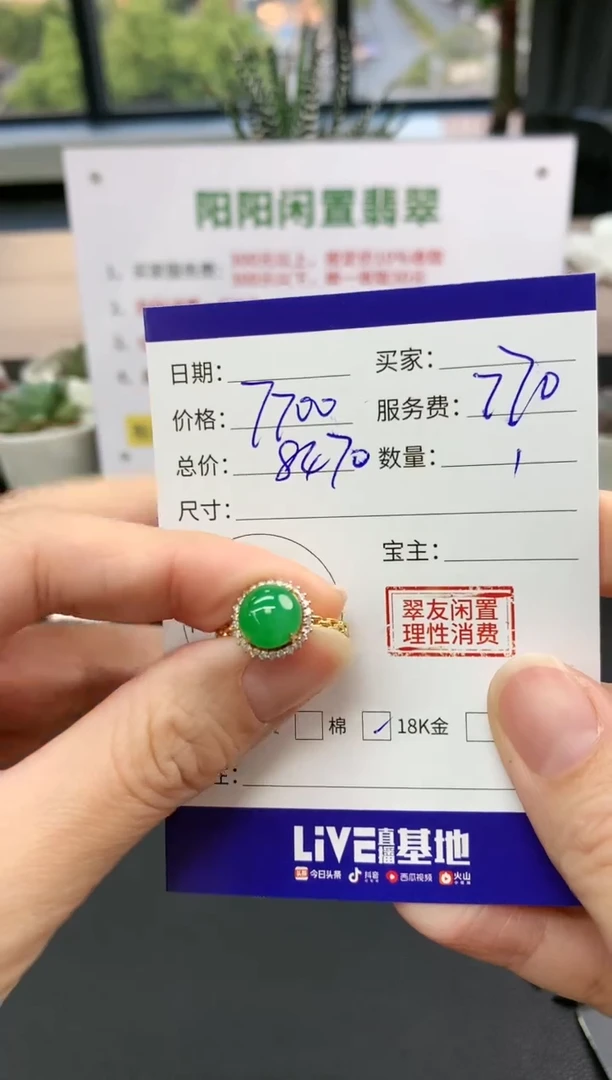 阳阳闲置翡翠
日期：
买家：
价格：7700
服务费：770
总价：8470
数量：1
尺寸：
宝主：
翠友闲置
理性消费
棉
18K金
LIVE直播基地
今日头条 抖音 西瓜视频 火山